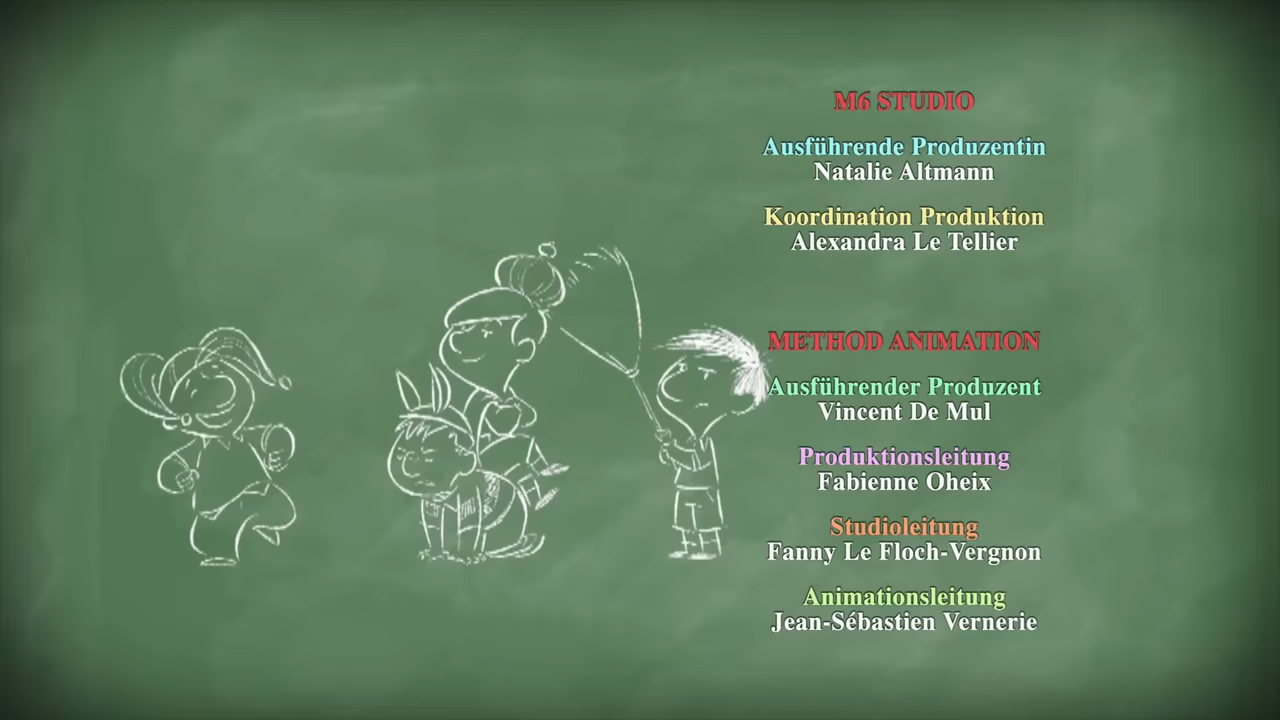 M6 STUDIO
Ausführende Produzentin
Natalie Altmann
Koordination Produktion
Alexandra Le Tellier
METHOD ANIMATION
Ausführender Produzent
Vincent De Mul
Produktionsleitung
Fabienne Oheix
Studioleitung
Fanny Le Floch-Vergnon
Animationsleitung
Jean-Sébastien Vernerie